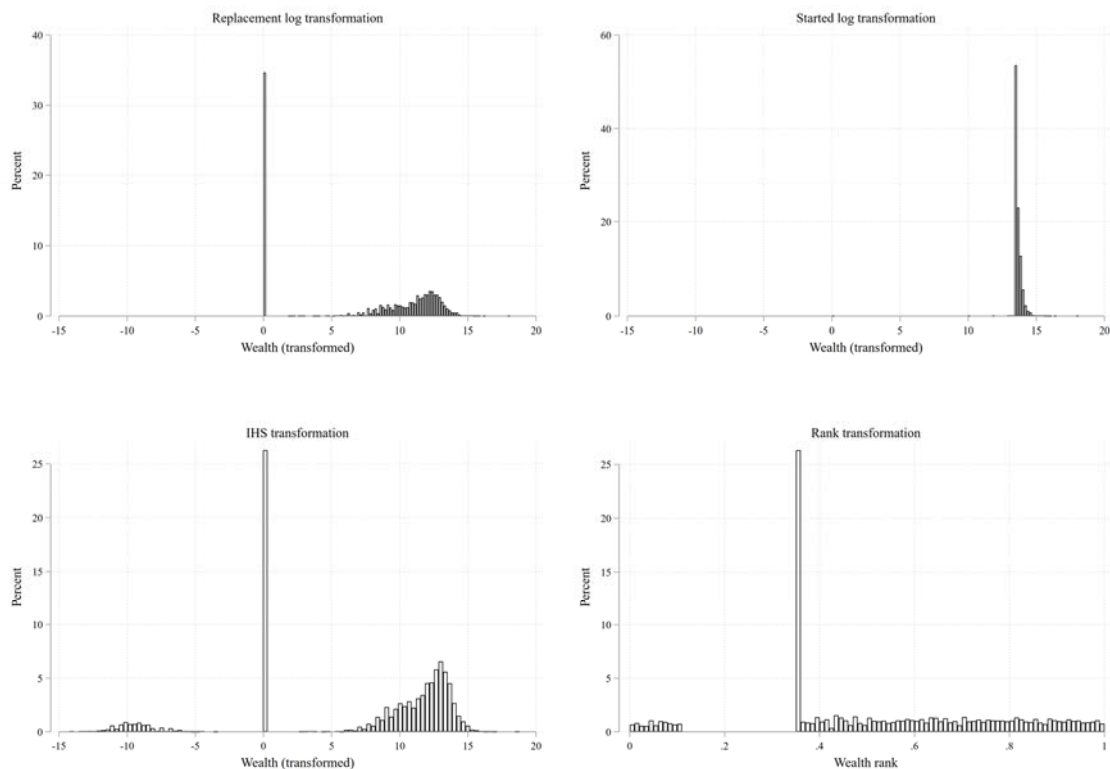 Replacement log transformation
Percent
40
30
20
10
0
-15 -10 -5 0 5 10 15 20
Wealth (transformed)
Started log transformation
Percent
60
40
20
0
-15 -10 -5 0 5 10 15 20
Wealth (transformed)
IHS transformation
Percent
25
20
15
10
5
0
-15 -10 -5 0 5 10 15 20
Wealth (transformed)
Rank transformation
Percent
25
20
15
10
5
0
0 .2 .4 .6 .8 1
Wealth rank